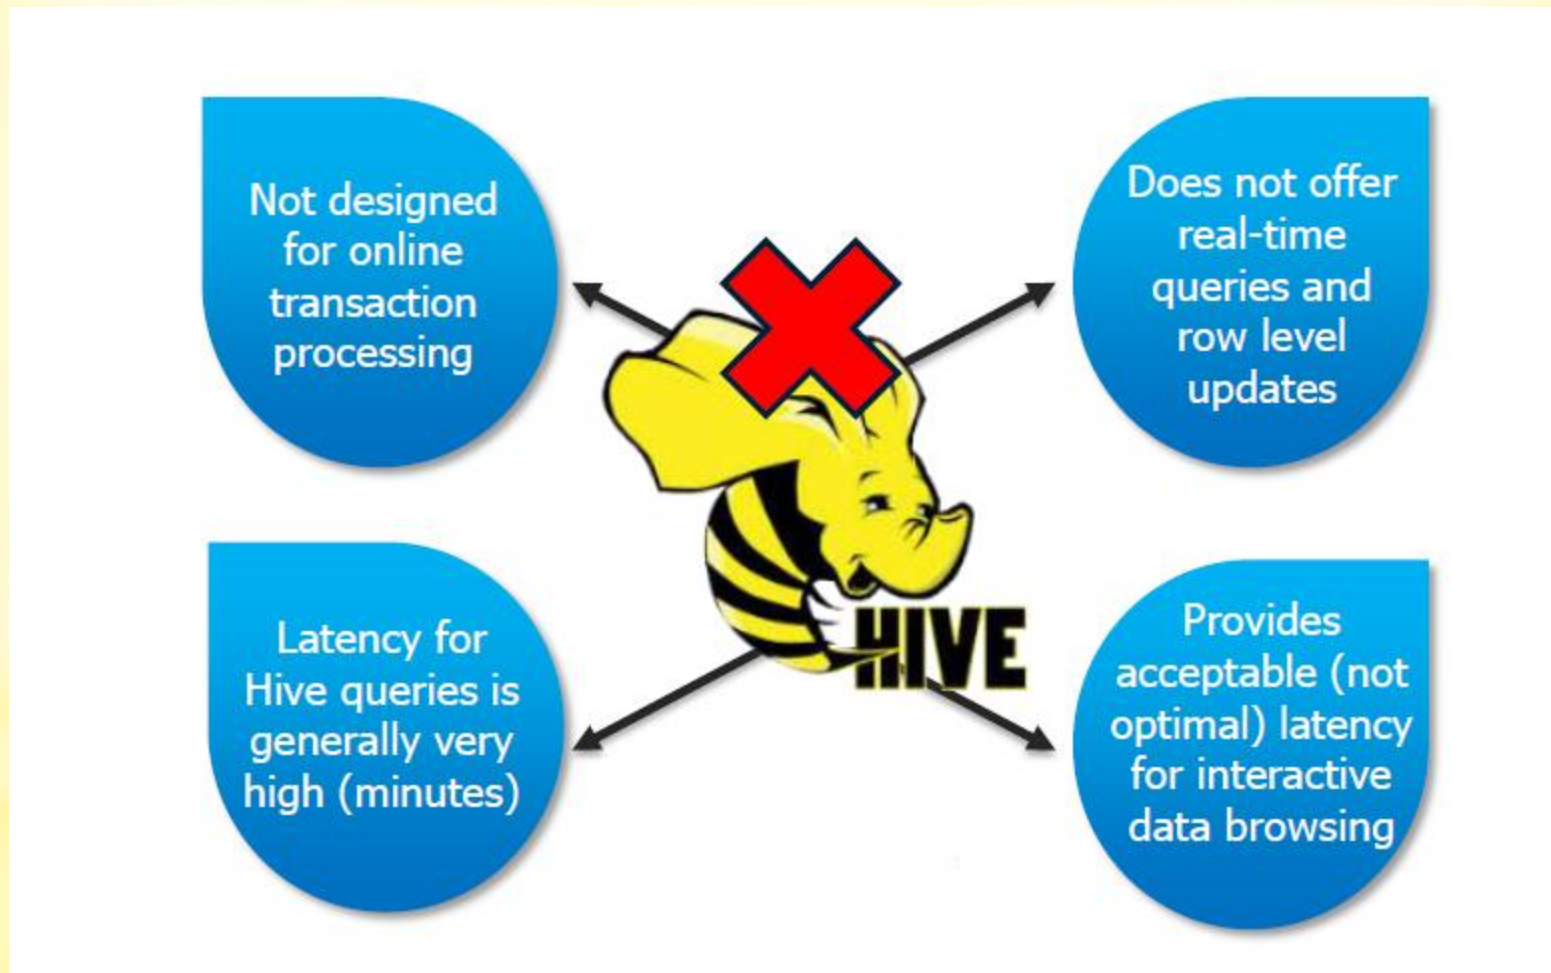 Not designed
for online
transaction
processing
Does not offer
real-time
queries and
row level
updates
HIVE
Latency for
Hive queries is
generally very
high (minutes)
Provides
acceptable (not
optimal) latency
for interactive
data browsing